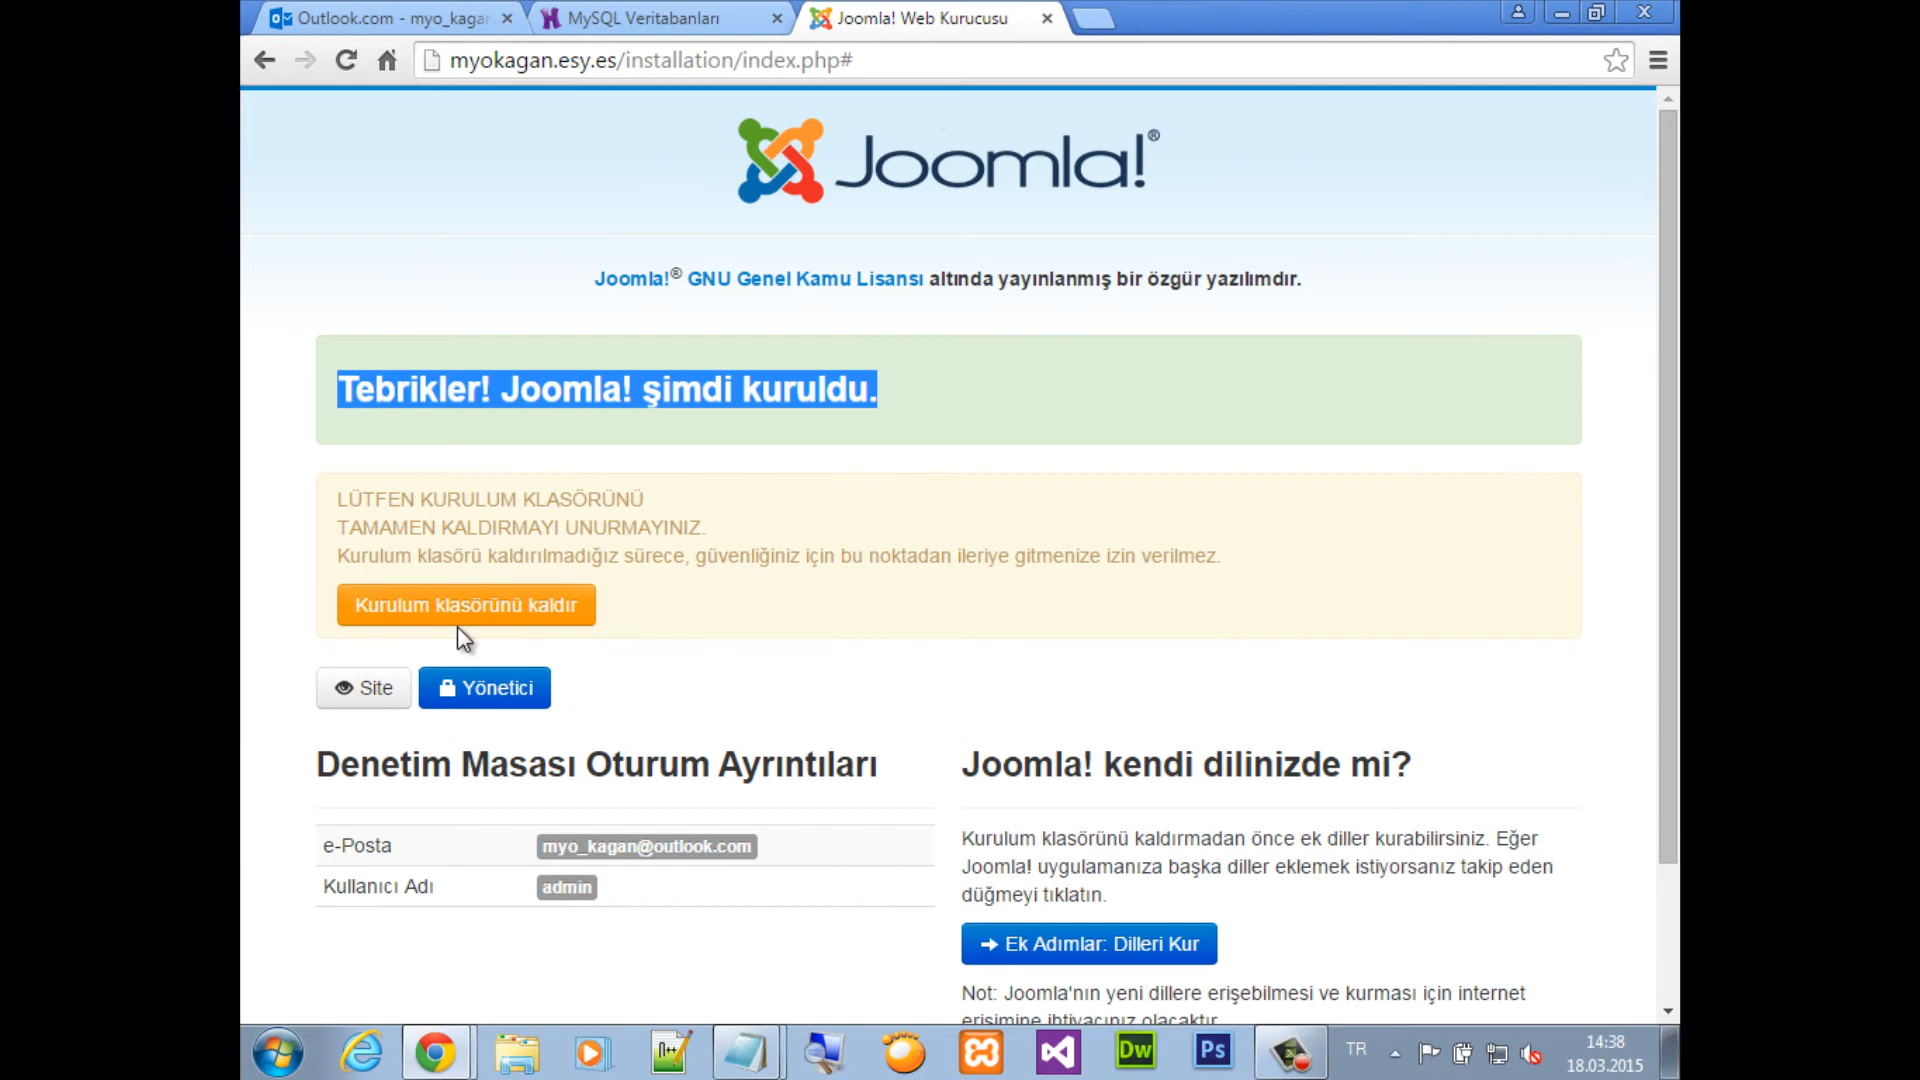 Outlook.com - myo_kagan
MySQL Veritabanları
Joomla! Web Kurucusu
myokagan.esy.es/installation/index.php#
Joomla!®
Joomla!® GNU Genel Kamu Lisansı altında yayınlanmış bir özgür yazılımdır.
Tebrikler! Joomla! şimdi kuruldu.
LÜTFEN KURULUM KLASÖRÜNÜ
TAMAMEN KALDIRMAYI UNURMAYINIZ.
Kurulum klasörü kaldırılmadığız sürece, güvenliğiniz için bu noktadan ileriye gitmenize izin verilmez.
Kurulum klasörünü kaldır
Site
Yönetici
Denetim Masası Oturum Ayrıntıları
e-Posta
myo_kagan@outlook.com
Kullanıcı Adı
admin
Joomla! kendi dilinizde mi?
Kurulum klasörünü kaldırmadan önce ek diller kurabilirsiniz. Eğer
Joomla! uygulamanıza başka diller eklemek istiyorsanız takip eden
düğmeyi tıklatın.
Ek Adımlar: Dilleri Kur
Not: Joomla'nın yeni dillere erişebilmesi ve kurması için internet
erişimine ihtiyacınız olacaktır
n++
Dw
Ps
TR
14:38
18.03.2015